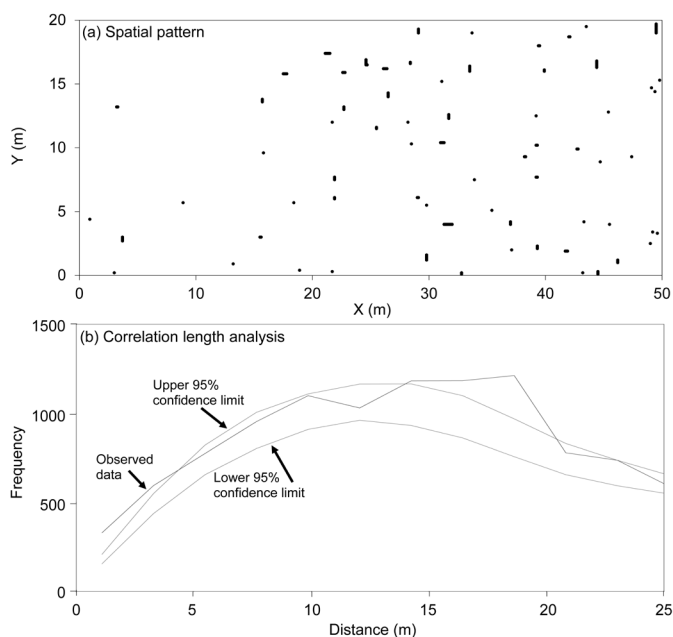 (a) Spatial pattern
20
15
10
5
0
Y (m)
0
10
20
30
40
50
X (m)
(b) Correlation length analysis
1500
1000
500
0
Frequency
Upper 95%
confidence limit
Observed
data
Lower 95%
confidence limit
0
5
10
15
20
25
Distance (m)